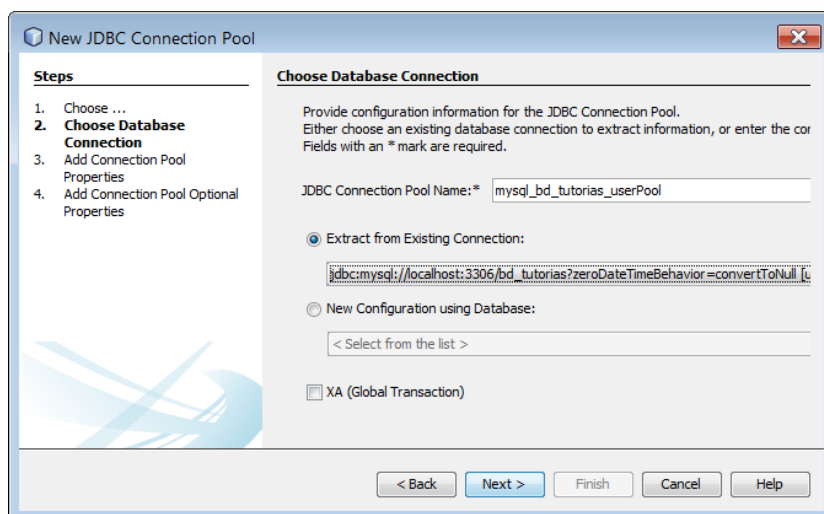 New JDBC Connection Pool
Steps
1. Choose ...
2. Choose Database
Connection
3. Add Connection Pool
Properties
4. Add Connection Pool Optional
Properties
Choose Database Connection
Provide configuration information for the JDBC Connection Pool.
Either choose an existing database connection to extract information, or enter the
Fields with an * mark are required.
JDBC Connection Pool Name:* mysql_bd_tutorias_userPool
Extract from Existing Connection:
jdbc:mysql://localhost:3306/bd_tutorias?zeroDateTimeBehavior=convertToNull
New Configuration using Database:
< Select from the list >
XA (Global Transaction)
< Back Next > Finish Cancel Help